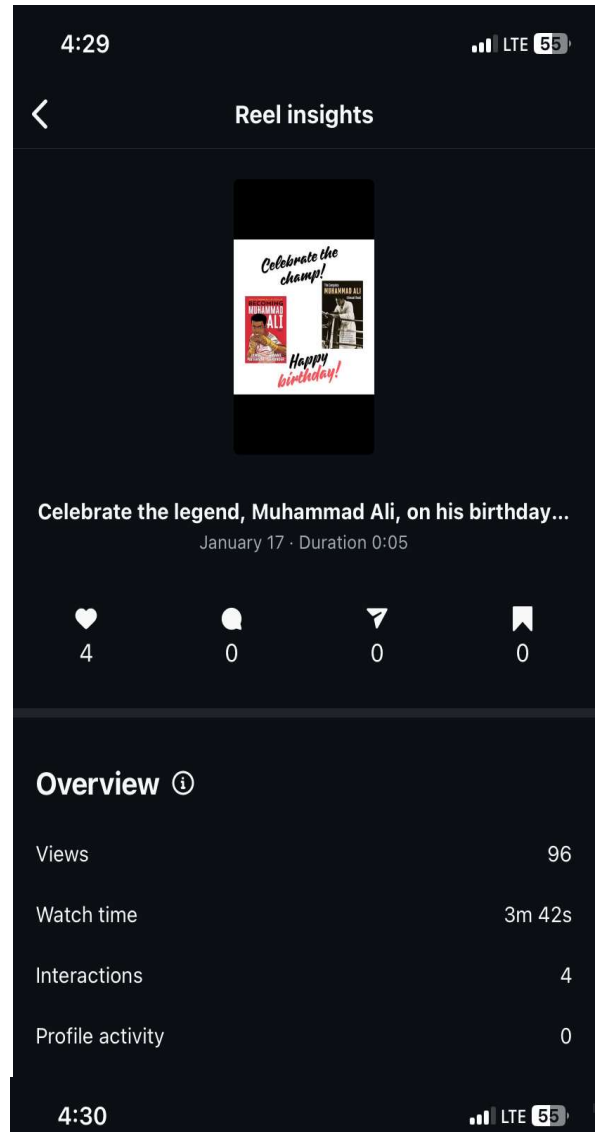 4:29
LTE 55
Reel insights
Celebrate the
champ!
BECOMING
MUHAMMAD
ALI
MUHAMMAD ALI
Happy
birthday!
Celebrate the legend, Muhammad Ali, on his birthday...
January 17 · Duration 0:05
4 0 0 0
Overview
Views 96
Watch time 3m 42s
Interactions 4
Profile activity 0
4:30
LTE 55